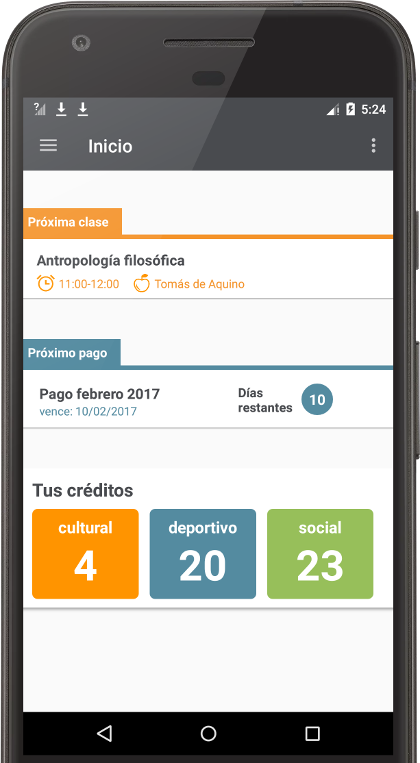 5:24
Inicio
Próxima clase
Antropología filosófica
11:00-12:00 Tomás de Aquino
Próximo pago
Pago febrero 2017
vence: 10/02/2017
Días
restantes
10
Tus créditos
cultural
4
deportivo
20
social
23